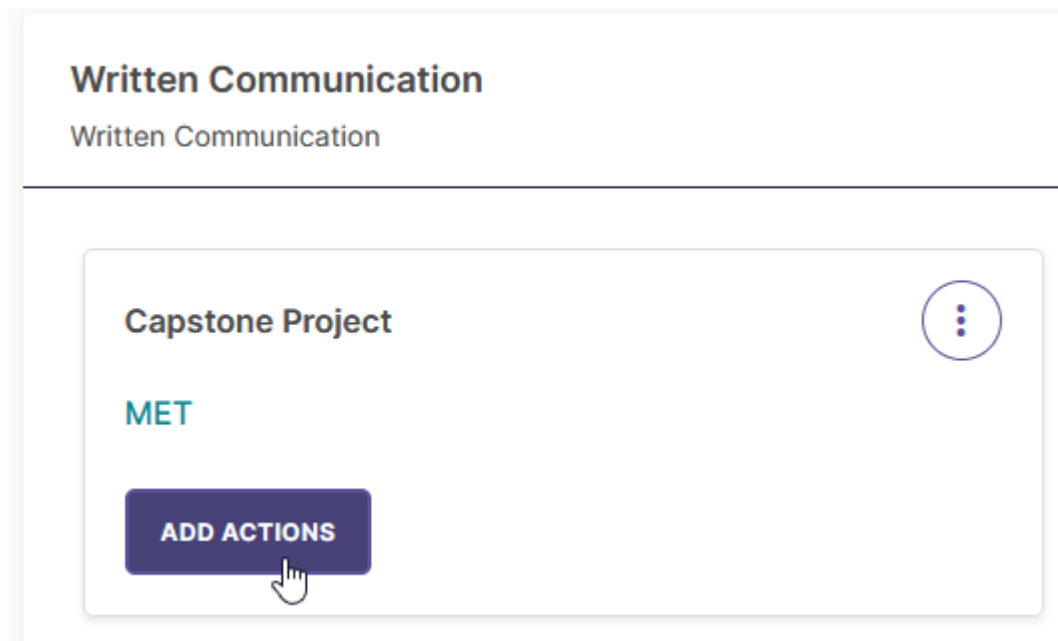 Written Communication
Written Communication
Capstone Project
MET
ADD ACTIONS